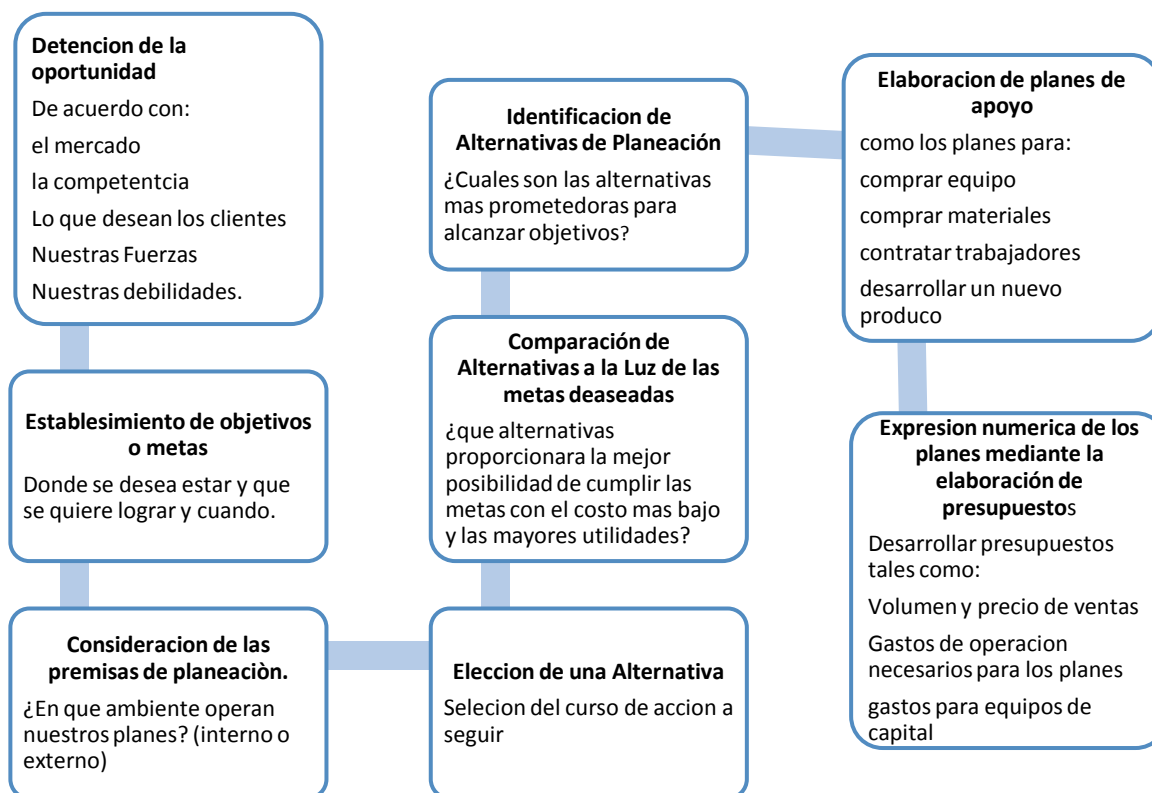 Detencion de la
oportunidad
De acuerdo con:
el mercado
la competentcia
Lo que desean los clientes
Nuestras Fuerzas
Nuestras debilidades.
Establesimiento de objetivos
o metas
Donde se desea estar y que
se quiere lograr y cuando.
Consideracion de las
premisas de planeaciòn.
¿En que ambiente operan
nuestros planes? (interno o
externo)
Eleccion de una Alternativa
Selecion del curso de accion a
seguir
Comparación de
Alternativas a la Luz de las
metas deaseadas
¿que alternativas
proporcionara la mejor
posibilidad de cumplir las
metas con el costo mas bajo
y las mayores utilidades?
Identificacion de
Alternativas de Planeación
¿Cuales son las alternativas
mas prometedoras para
alcanzar objetivos?
Elaboracion de planes de
apoyo
como los planes para:
comprar equipo
comprar materiales
contratar trabajadores
desarrollar un nuevo
produco
Expresion numerica de los
planes mediante la
elaboración de
presupuestos
Desarrollar presupuestos
tales como:
Volumen y precio de ventas
Gastos de operacion
necesarios para los planes
gastos para equipos de
capital